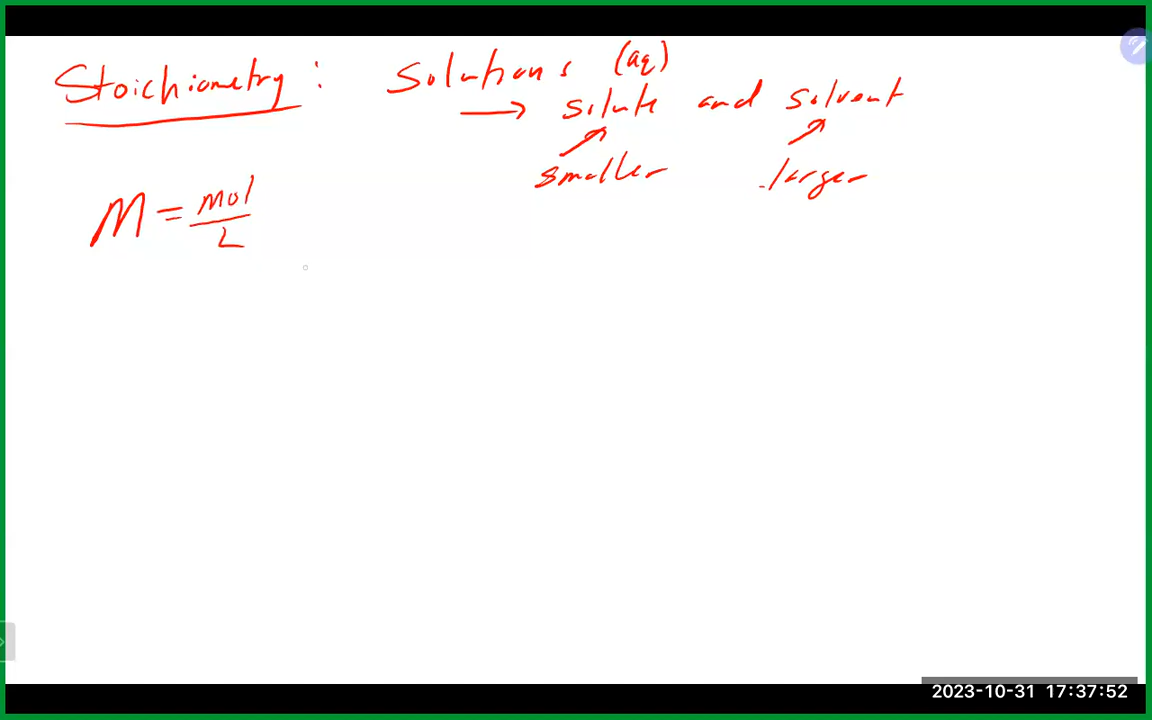 Stoichiometry: Solutions (aq)
→ solute and solvent
smaller larger
M = mol/L
2023-10-31 17:37:52